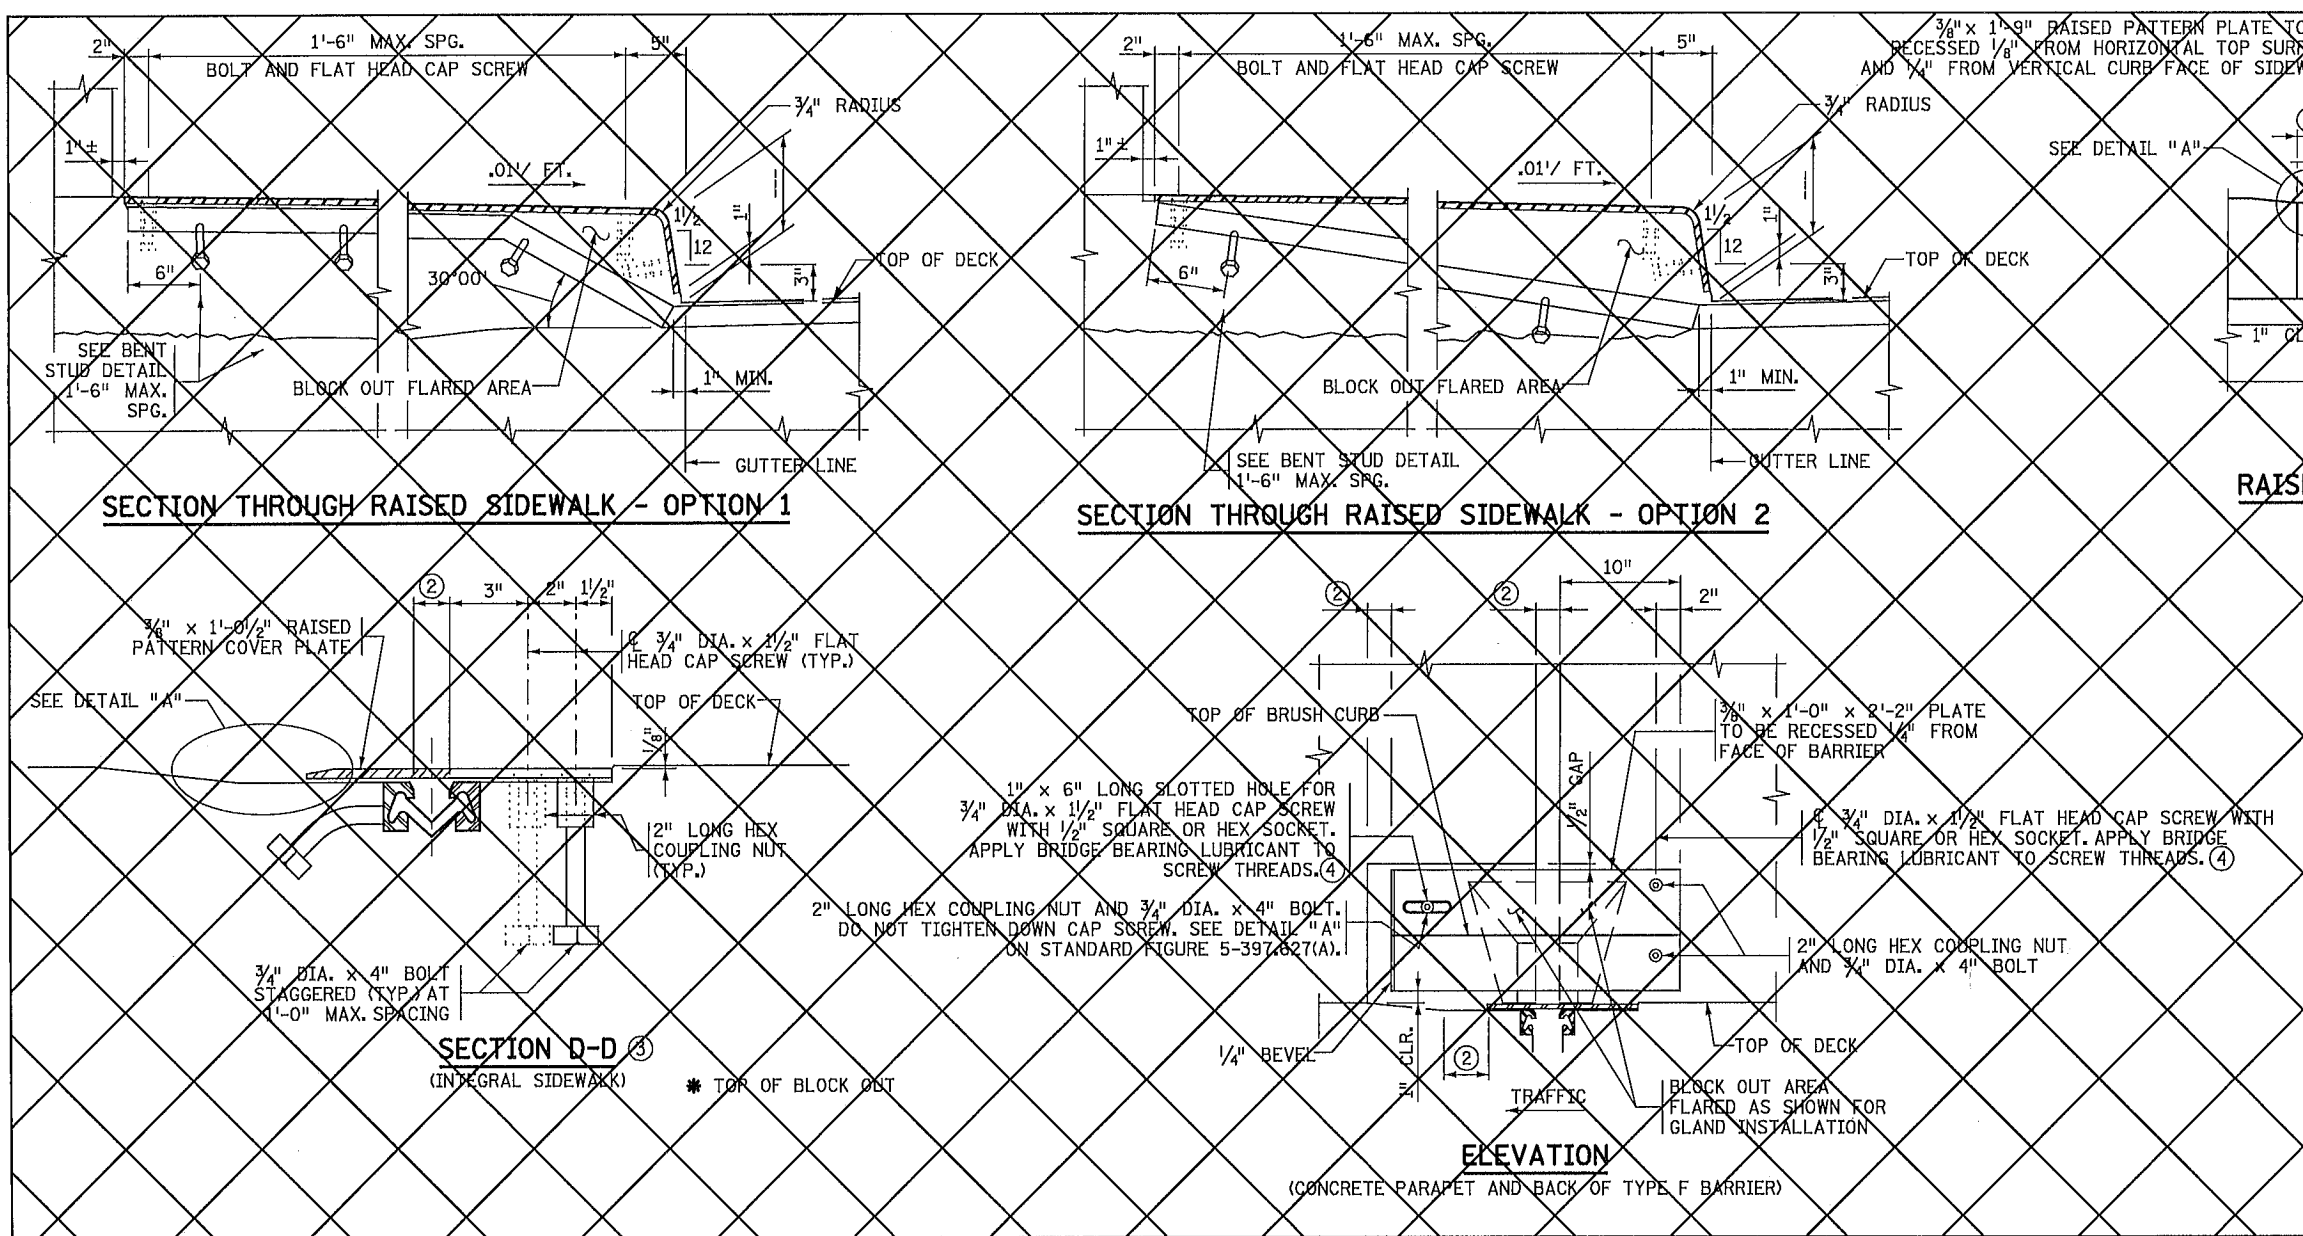 2"
1'-6" MAX. SPG.
5"
BOLT AND FLAT HEAD CAP SCREW
3/4" RADIUS
1"±
.01'/ FT.
1 1/2
12
1"
3"
TOP OF DECK
6"
30°00'
SEE BENT
STUD DETAIL
1'-6" MAX.
SPG.
BLOCK OUT FLARED AREA
1" MIN.
GUTTER LINE
SECTION THROUGH RAISED SIDEWALK - OPTION 1
2"
1'-6" MAX. SPG.
5"
BOLT AND FLAT HEAD CAP SCREW
3/4" RADIUS
1"±
.01'/ FT.
1 1/2
12
1"
3"
TOP OF DECK
6"
BLOCK OUT FLARED AREA
1" MIN.
SEE BENT STUD DETAIL
1'-6" MAX. SPG.
GUTTER LINE
SECTION THROUGH RAISED SIDEWALK - OPTION 2
3/8" x 1'-9" RAISED PATTERN PLATE TO
RECESSED 1/8" FROM HORIZONTAL TOP SURF
AND 1/4" FROM VERTICAL CURB FACE OF SIDEW
SEE DETAIL "A"
1" CL
RAISE
2
3"
2"
1 1/2"
3/8" x 1'-0 1/2" RAISED
PATTERN COVER PLATE
℄ 3/4" DIA. x 1 1/2" FLAT
HEAD CAP SCREW (TYP.)
SEE DETAIL "A"
TOP OF DECK
1/8"
2" LONG HEX
COUPLING NUT
(TYP.)
3/4" DIA. x 4" BOLT
STAGGERED (TYP.) AT
1'-0" MAX. SPACING
SECTION D-D 3
(INTEGRAL SIDEWALK)
* TOP OF BLOCK OUT
2
2
10"
2"
TOP OF BRUSH CURB
3/8" x 1'-0" x 2'-2" PLATE
TO BE RECESSED 1/4" FROM
FACE OF BARRIER
1/2" GAP
1" x 6" LONG SLOTTED HOLE FOR
3/4" DIA. x 1 1/2" FLAT HEAD CAP SCREW
WITH 1/2" SQUARE OR HEX SOCKET.
APPLY BRIDGE BEARING LUBRICANT TO
SCREW THREADS. 4
℄ 3/4" DIA. x 1 1/2" FLAT HEAD CAP SCREW WITH
1/2" SQUARE OR HEX SOCKET. APPLY BRIDGE
BEARING LUBRICANT TO SCREW THREADS. 4
2" LONG HEX COUPLING NUT AND 3/4" DIA. x 4" BOLT.
DO NOT TIGHTEN DOWN CAP SCREW. SEE DETAIL "A"
ON STANDARD FIGURE 5-397.627(A).
2" LONG HEX COUPLING NUT
AND 3/4" DIA. x 4" BOLT
1/4" BEVEL
1" CLR.
2
TOP OF DECK
TRAFFIC
BLOCK OUT AREA
FLARED AS SHOWN FOR
GLAND INSTALLATION
ELEVATION
(CONCRETE PARAPET AND BACK OF TYPE F BARRIER)